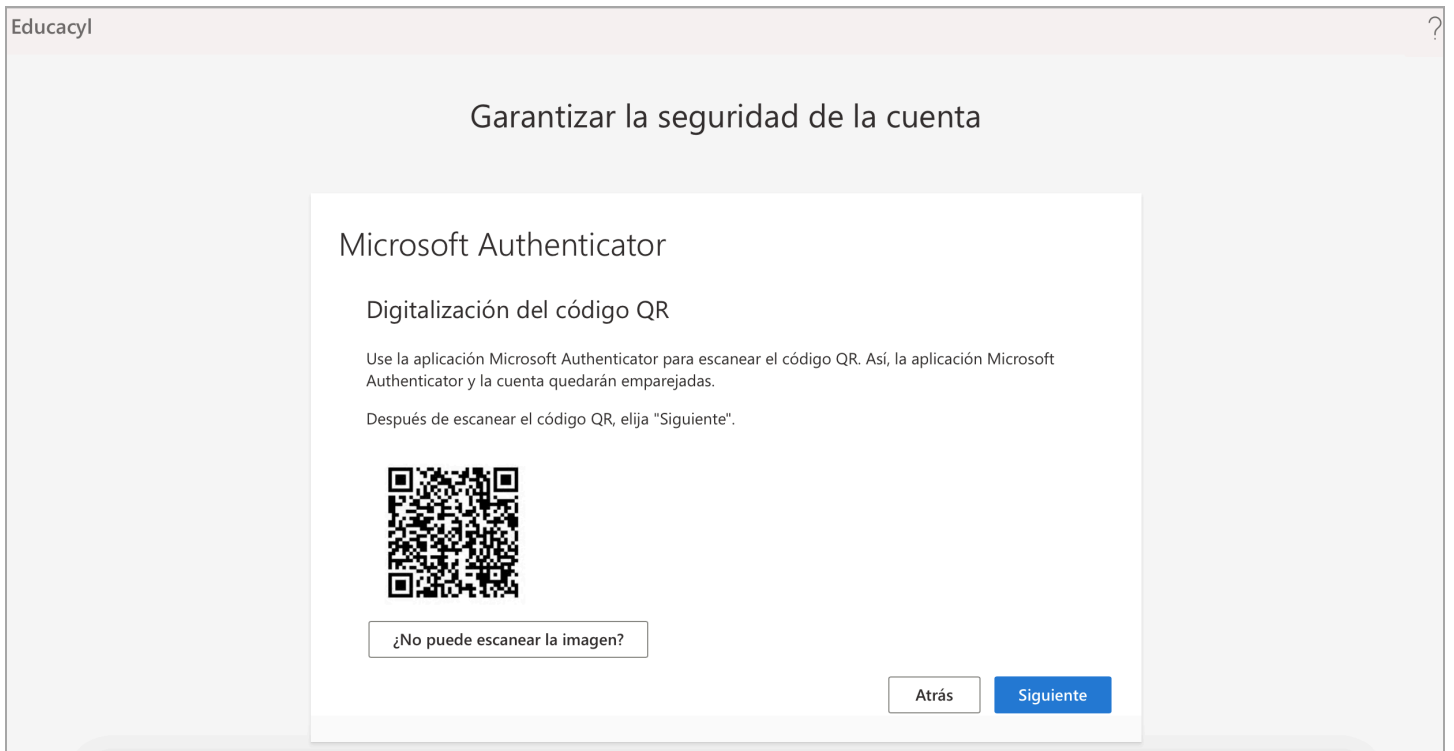 Educacyl
?
Garantizar la seguridad de la cuenta
Microsoft Authenticator
Digitalización del código QR
Use la aplicación Microsoft Authenticator para escanear el código QR. Así, la aplicación Microsoft
Authenticator y la cuenta quedarán emparejadas.
Después de escanear el código QR, elija "Siguiente".
¿No puede escanear la imagen?
Atrás
Siguiente